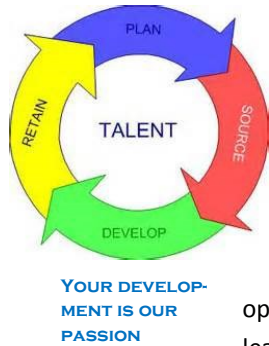 PLAN
SOURCE
TALENT
RETAIN
DEVELOP
YOUR DEVELOP-
MENT IS OUR
PASSION
op